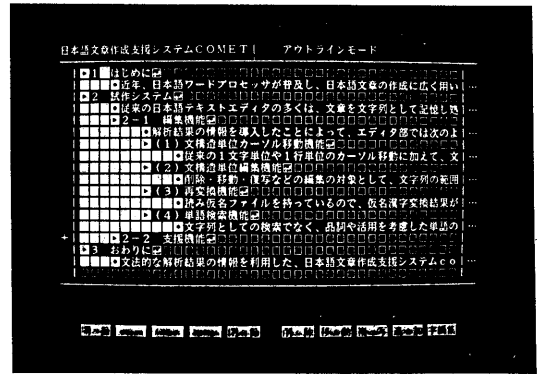 日本語文章作成支援システムCOMET アウトラインモード
1 はじめに
近年、日本語ワードプロセッサが普及し、日本語文章の作成に広く用い
2 試作システム
従来の日本語テキストエディタの多くは、文章を文字列として記憶し処
2-1 編集機能
解析結果の情報を導入したことによって、エディタ部では次のよ
(1)文構造単位カーソル移動機能
従来の1文字単位や1行単位のカーソル移動に加えて、文
(2)文構造単位編集機能
削除・移動・復写などの編集の対象として、文字列の範囲
(3)再変換機能
読み仮名ファイルを持っているので、仮名漢字変換結果が
(4)単語検索機能
文字列としての検索でなく、品詞や活用を考慮した単語の
2-2 支援機能
3 おわりに
文法的な解析結果の情報を利用した、日本語文章作成支援システムco